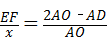 EF/x = (2AO - AD)/AO